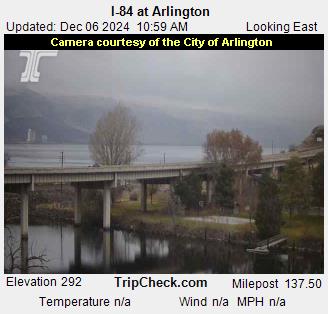 I-84 at Arlington
Updated: Dec 06 2024 10:59 AM Looking East
Camera courtesy of the City of Arlington
Elevation 292 TripCheck.com Milepost 137.50
Temperature n/a Wind n/a MPH n/a